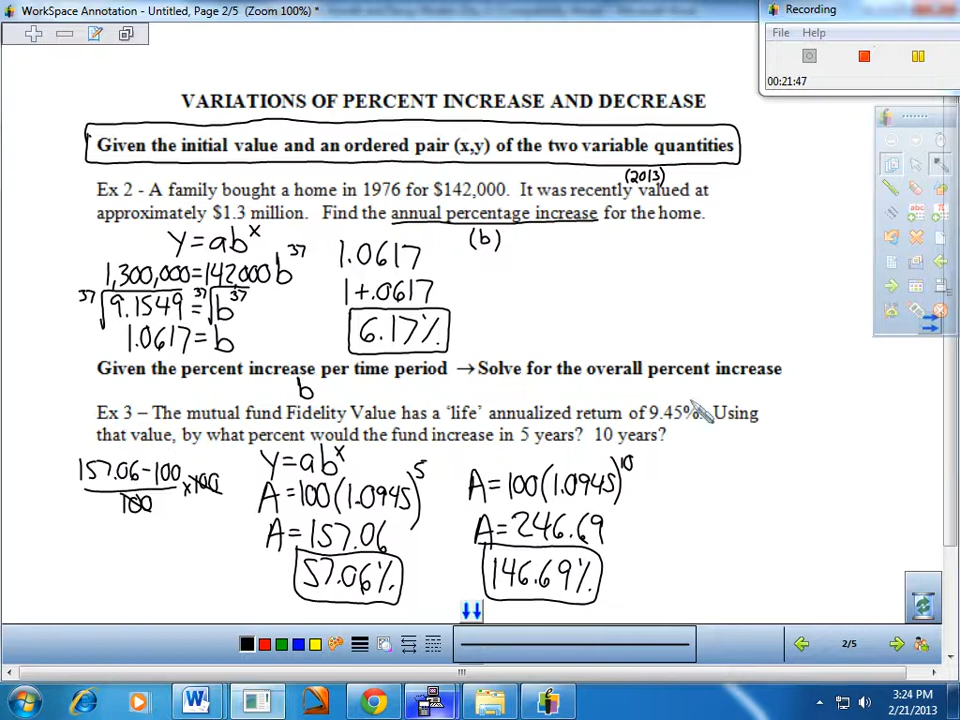 WorkSpace Annotation - Untitled, Page 2/5 (Zoom 100%) *
Recording
File Help
00:21:47
VARIATIONS OF PERCENT INCREASE AND DECREASE
Given the initial value and an ordered pair (x,y) of the two variable quantities
(2013)
Ex 2 - A family bought a home in 1976 for $142,000. It was recently valued at
approximately $1.3 million. Find the annual percentage increase for the home.
(b)
y=ab^x
1,300,000=142,000b^37
37√9.1549 = 37√b^37
1.0617=b
1.0617
1+.0617
6.17%
Given the percent increase per time period → Solve for the overall percent increase
b
Ex 3 – The mutual fund Fidelity Value has a ‘life’ annualized return of 9.45%. Using
that value, by what percent would the fund increase in 5 years? 10 years?
157.06-100
100
×100
y=ab^x
A=100(1.0945)^5
A=157.06
57.06%
A=100(1.0945)^10
A=246.69
146.69%
2/5
3:24 PM
2/21/2013